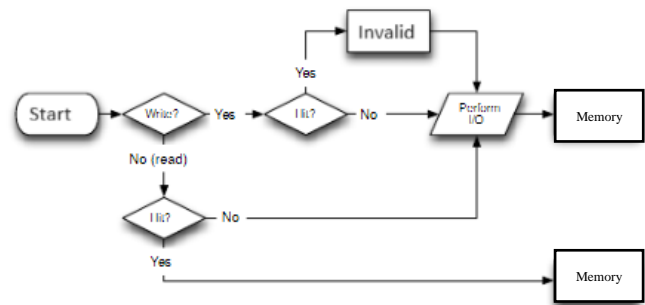 Invalid
Yes
Start
Write?
Yes
Hit?
No
Perform
I/O
Memory
No (read)
Hit?
No
Yes
Memory